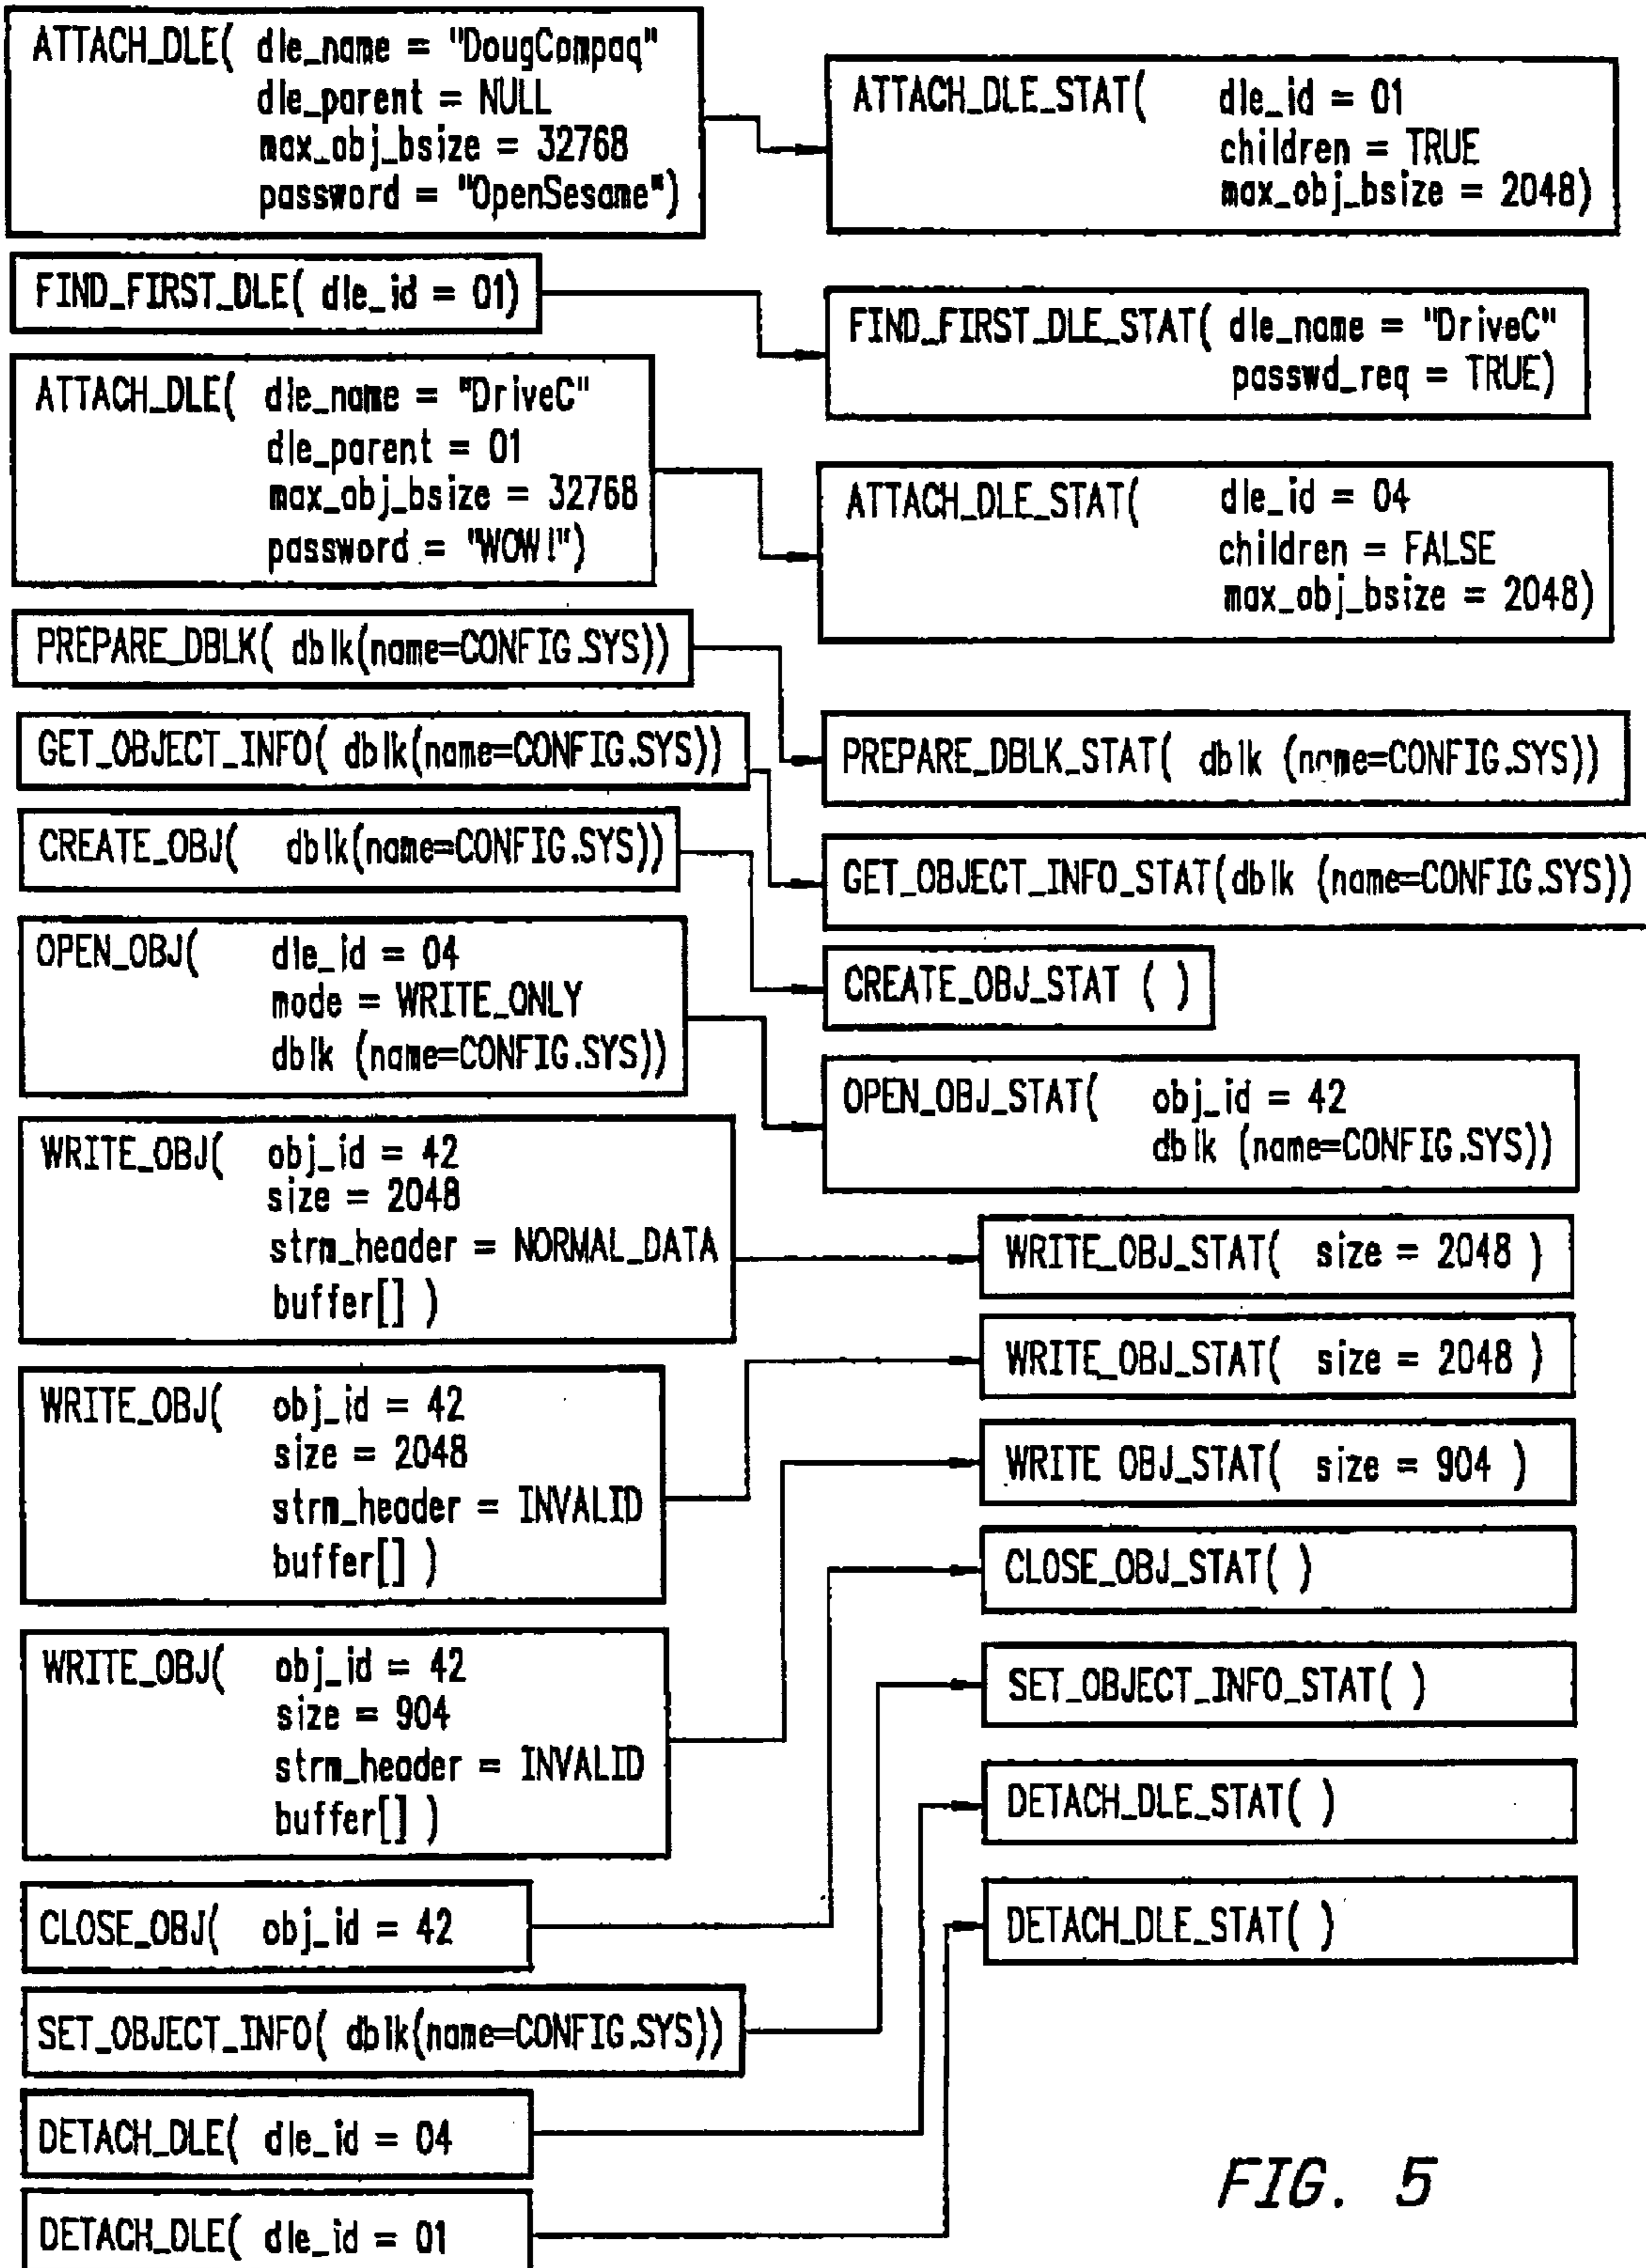 ATTACH_DLE( dle_name = "DougCompaq"
dle_parent = NULL
max_obj_bsize = 32768
password = "OpenSesame")
ATTACH_DLE_STAT( dle_id = 01
children = TRUE
max_obj_bsize = 2048)
FIND_FIRST_DLE( dle_id = 01)
FIND_FIRST_DLE_STAT( dle_name = "DriveC"
passwd_req = TRUE)
ATTACH_DLE( dle_name = "DriveC"
dle_parent = 01
max_obj_bsize = 32768
password = "WOW!")
ATTACH_DLE_STAT( dle_id = 04
children = FALSE
max_obj_bsize = 2048)
PREPARE_DBLK( dblk(name=CONFIG.SYS))
PREPARE_DBLK_STAT( dblk (name=CONFIG.SYS))
GET_OBJECT_INFO( dblk(name=CONFIG.SYS))
GET_OBJECT_INFO_STAT(dblk (name=CONFIG.SYS))
CREATE_OBJ( dblk(name=CONFIG.SYS))
CREATE_OBJ_STAT ( )
OPEN_OBJ( dle_id = 04
mode = WRITE_ONLY
dblk (name=CONFIG.SYS))
OPEN_OBJ_STAT( obj_id = 42
dblk (name=CONFIG.SYS))
WRITE_OBJ( obj_id = 42
size = 2048
strm_header = NORMAL_DATA
buffer[] )
WRITE_OBJ_STAT( size = 2048 )
WRITE_OBJ( obj_id = 42
size = 2048
strm_header = INVALID
buffer[] )
WRITE_OBJ_STAT( size = 2048 )
WRITE_OBJ( obj_id = 42
size = 904
strm_header = INVALID
buffer[] )
WRITE OBJ_STAT( size = 904 )
CLOSE_OBJ( obj_id = 42
CLOSE_OBJ_STAT( )
SET_OBJECT_INFO( dblk(name=CONFIG.SYS))
SET_OBJECT_INFO_STAT( )
DETACH_DLE( dle_id = 04
DETACH_DLE_STAT( )
DETACH_DLE( dle_id = 01
DETACH_DLE_STAT( )
FIG. 5